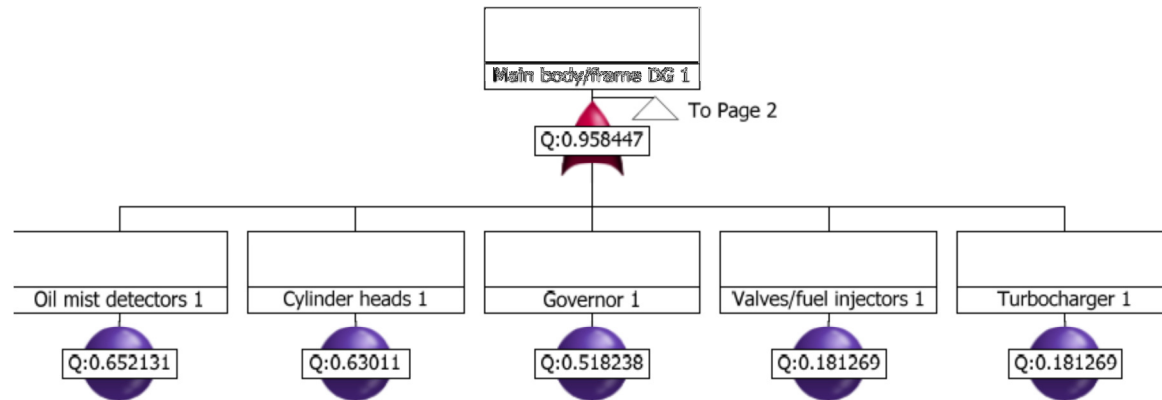 Main body/frame DG 1
To Page 2
Q:0.958447
Oil mist detectors 1
Cylinder heads 1
Governor 1
Valves/fuel injectors 1
Turbocharger 1
Q:0.652131
Q:0.63011
Q:0.518238
Q:0.181269
Q:0.181269